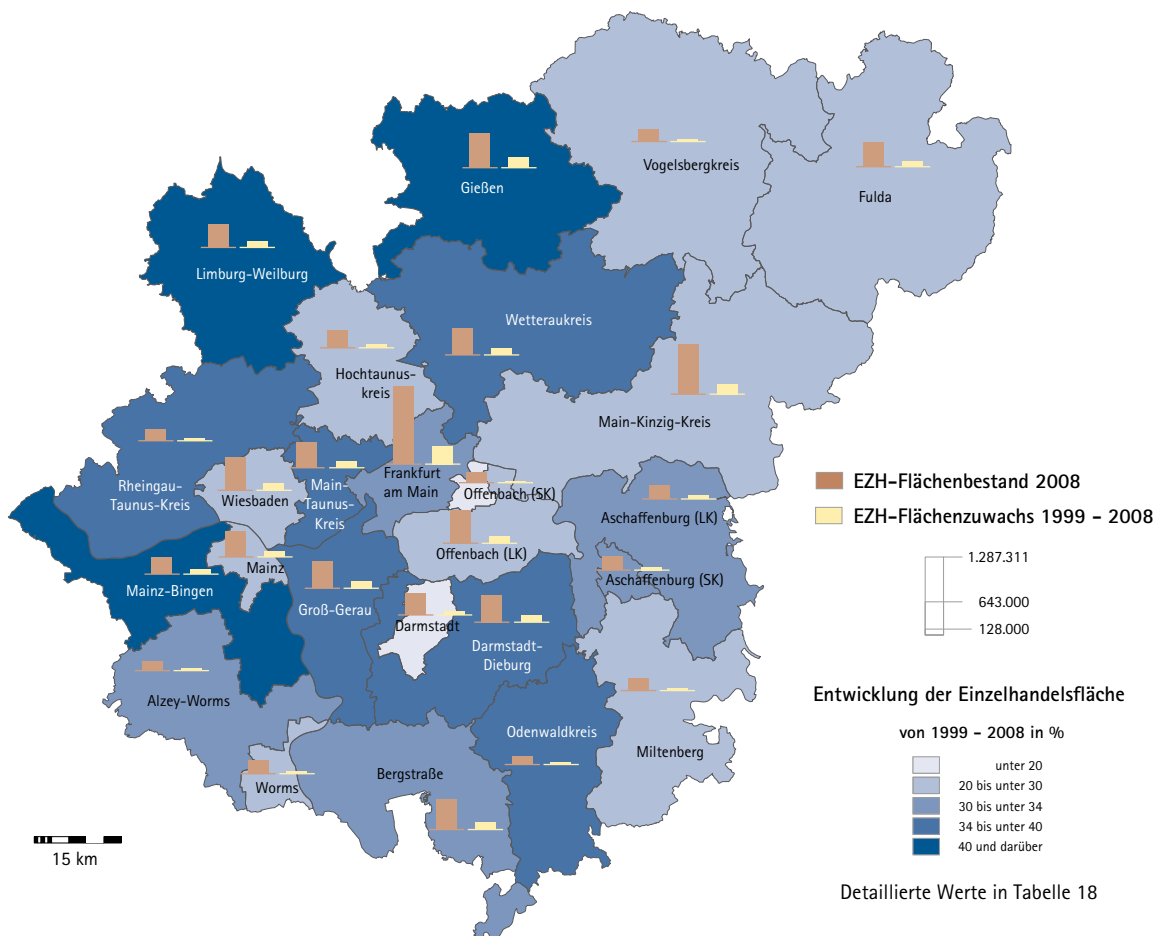 Vogelsbergkreis
Fulda
Gießen
Limburg-Weilburg
Wetteraukreis
Hochtaunus-
kreis
Main-Kinzig-Kreis
Rheingau-
Taunus-Kreis
Wiesbaden
Main-
Taunus-
Kreis
Frankfurt
am Main
Offenbach (SK)
Aschaffenburg (LK)
Offenbach (LK)
Mainz
Mainz-Bingen
Groß-Gerau
Aschaffenburg (SK)
Darmstadt
Darmstadt-
Dieburg
Alzey-Worms
Odenwaldkreis
Miltenberg
Bergstraße
Worms
15 km
EZH-Flächenbestand 2008
EZH-Flächenzuwachs 1999 - 2008
1.287.311
643.000
128.000
Entwicklung der Einzelhandelsfläche
von 1999 - 2008 in %
unter 20
20 bis unter 30
30 bis unter 34
34 bis unter 40
40 und darüber
Detaillierte Werte in Tabelle 18